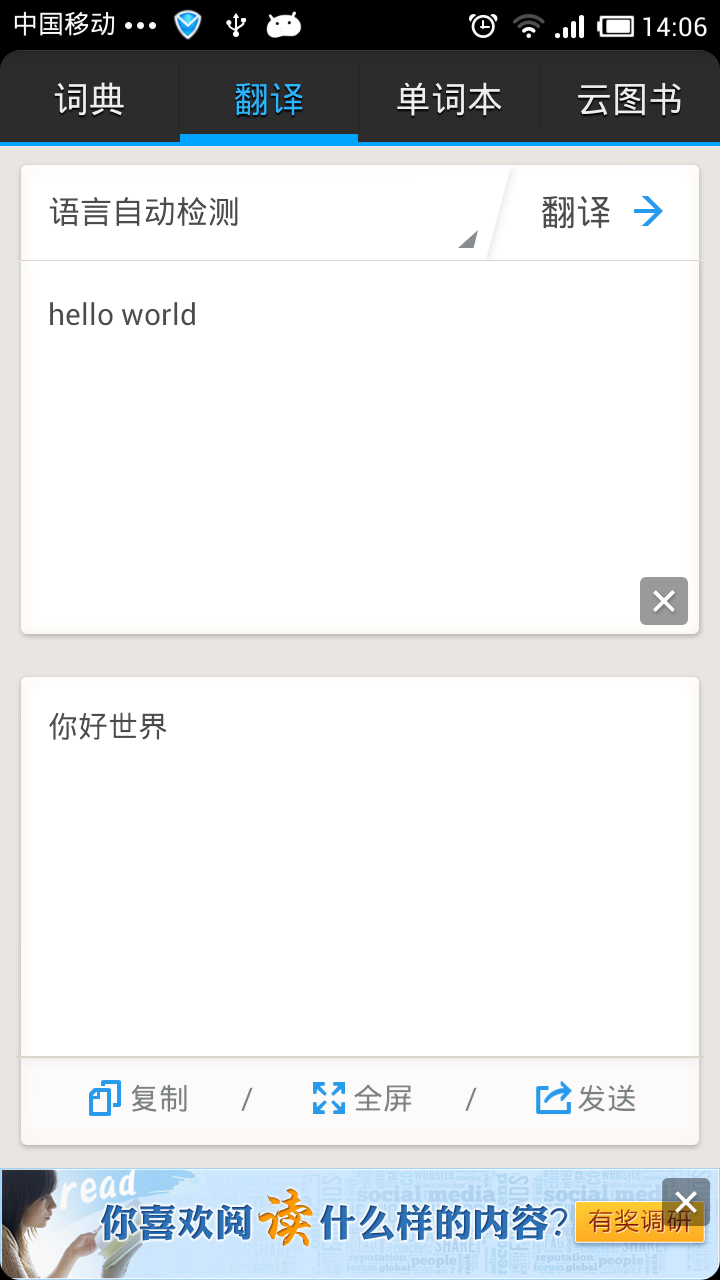 中国移动 ••• 14:06
词典 翻译 单词本 云图书
语言自动检测 翻译
hello world
你好世界
复制 / 全屏 / 发送
read
social media social media
你喜欢阅读什么样的内容?
有奖调研